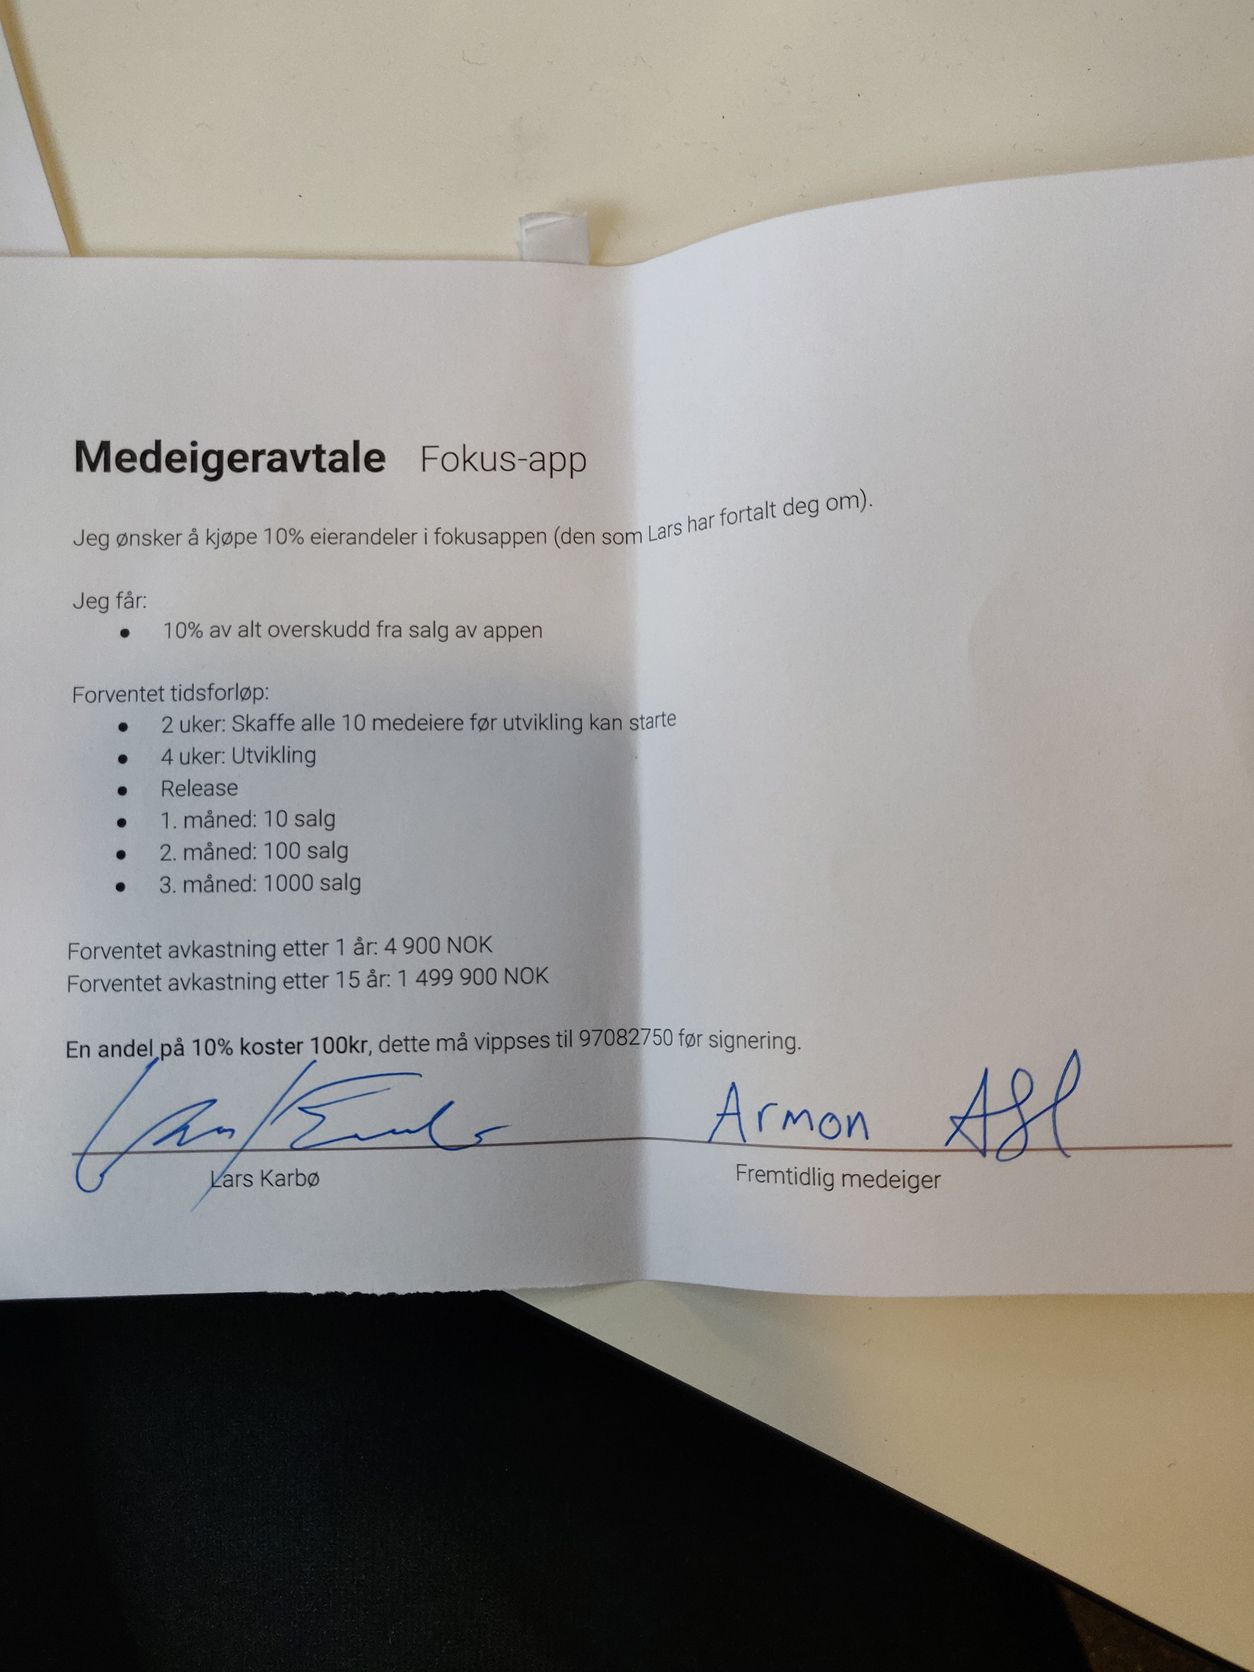 Medeigeravtale Fokus-app
Jeg ønsker å kjøpe 10% eierandeler i fokusappen (den som Lars har fortalt deg om).
Jeg får:
● 10% av alt overskudd fra salg av appen
Forventet tidsforløp:
● 2 uker: Skaffe alle 10 medeiere før utvikling kan starte
● 4 uker: Utvikling
● Release
● 1. måned: 10 salg
● 2. måned: 100 salg
● 3. måned: 1000 salg
Forventet avkastning etter 1 år: 4 900 NOK
Forventet avkastning etter 15 år: 1 499 900 NOK
En andel på 10% koster 100kr, dette må vippses til 97082750 før signering.
Armon
Lars Karbø Fremtidlig medeiger